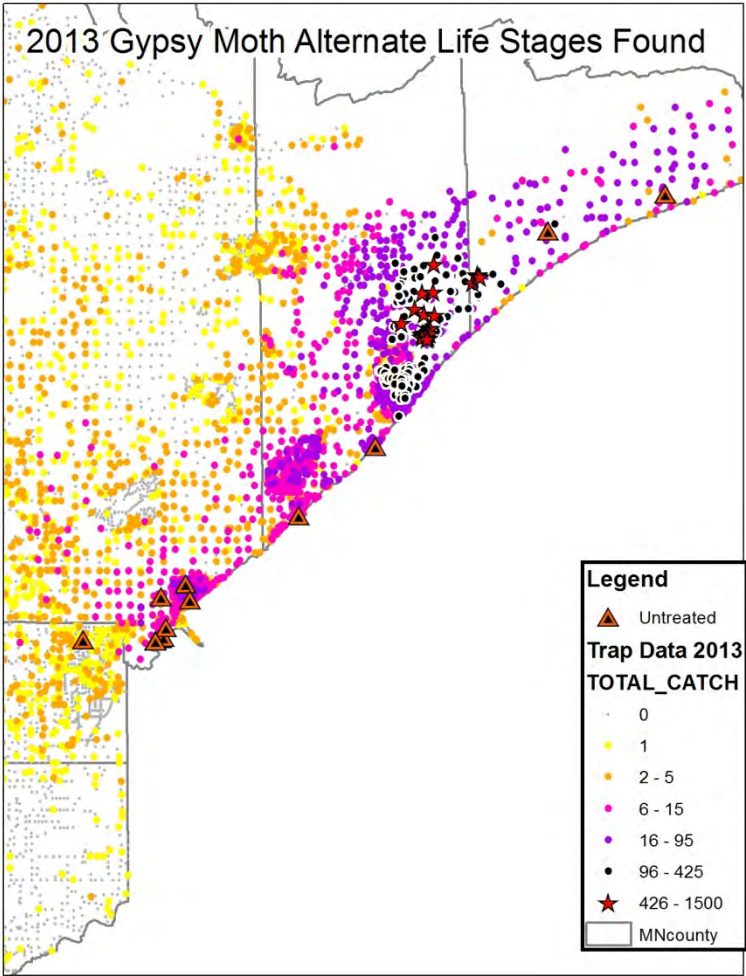 2013 Gypsy Moth Alternate Life Stages Found
Legend
Untreated
Trap Data 2013
TOTAL_CATCH
0
1
2 - 5
6 - 15
16 - 95
96 - 425
426 - 1500
MNcounty